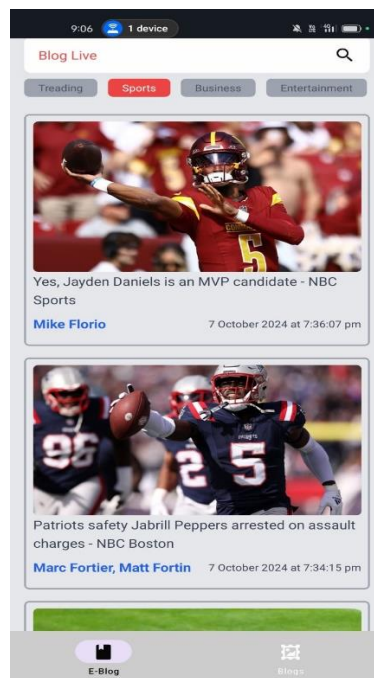 9:06 1 device
Blog Live
Treading Sports Business Entertainment
5
Yes, Jayden Daniels is an MVP candidate - NBC
Sports
Mike Florio 7 October 2024 at 7:36:07 pm
96 2 5
PATRIOTS
Patriots safety Jabrill Peppers arrested on assault
charges - NBC Boston
Marc Fortier, Matt Fortin 7 October 2024 at 7:34:15 pm
E-Blog Blogs